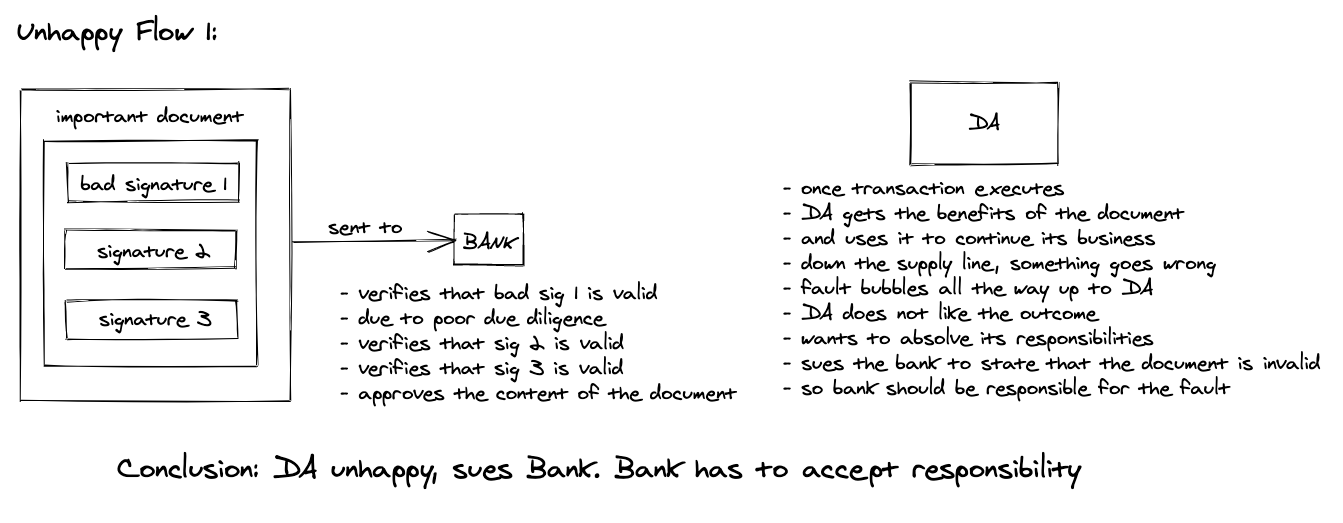 Unhappy Flow 1:
important document
bad signature 1
signature 2
signature 3
sent to
BANK
- verifies that bad sig 1 is valid
- due to poor due diligence
- verifies that sig 2 is valid
- verifies that sig 3 is valid
- approves the content of the document
DA
- once transaction executes
- DA gets the benefits of the document
- and uses it to continue its business
- down the supply line, something goes wrong
- fault bubbles all the way up to DA
- DA does not like the outcome
- wants to absolve its responsibilities
- sues the bank to state that the document is invalid
- so bank should be responsible for the fault
Conclusion: DA unhappy, sues Bank. Bank has to accept responsibility